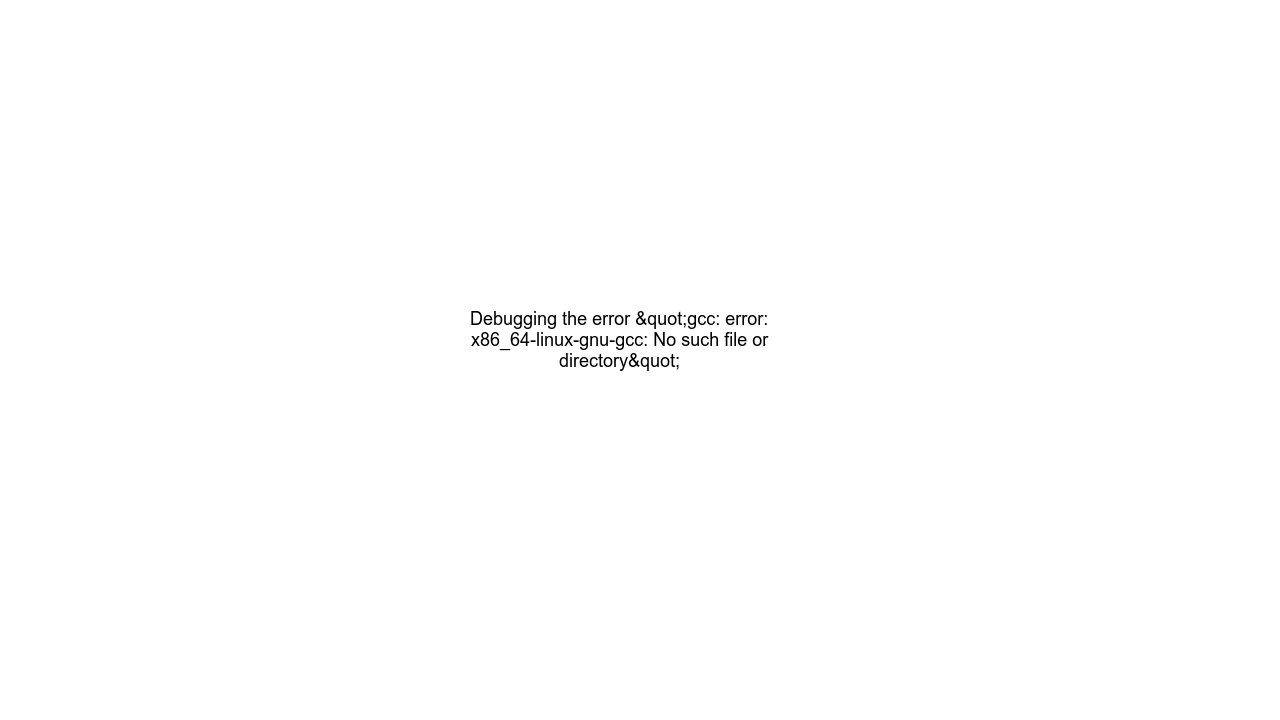 Debugging the error &quot;gcc: error:
x86_64-linux-gnu-gcc: No such file or
directory&quot;